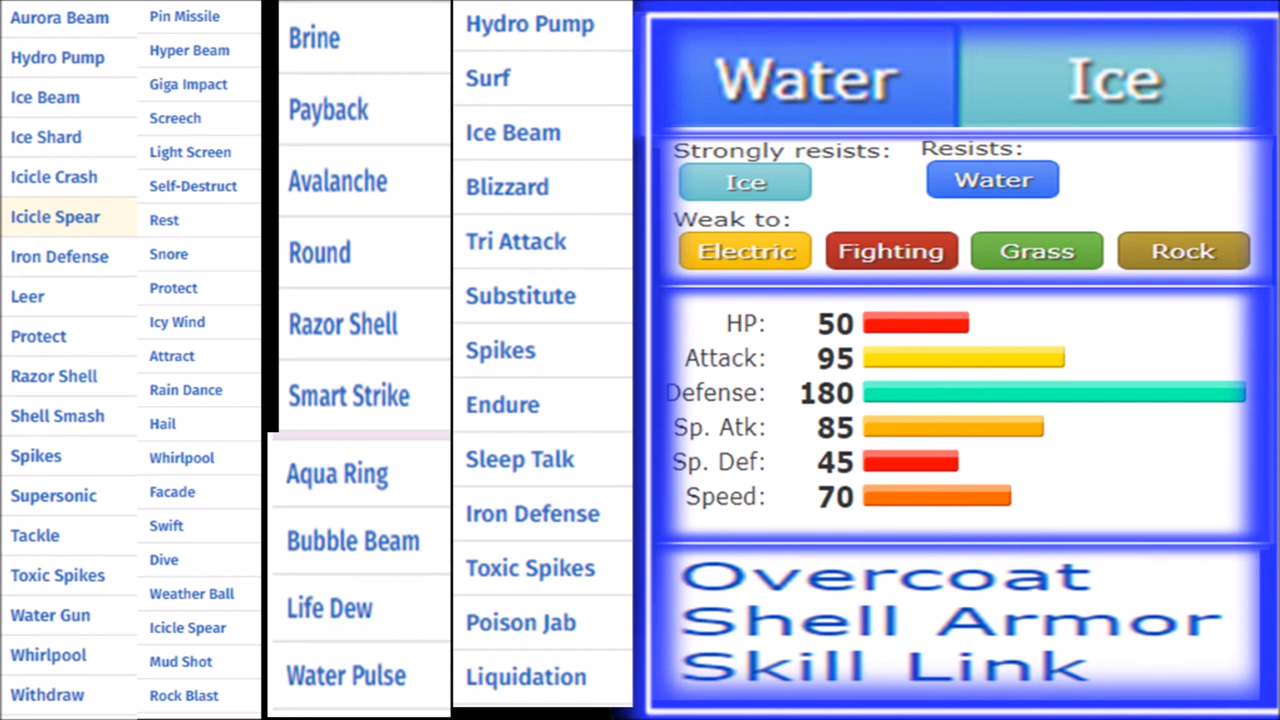 Aurora Beam
Hydro Pump
Ice Beam
Ice Shard
Icicle Crash
Icicle Spear
Iron Defense
Leer
Protect
Razor Shell
Shell Smash
Spikes
Supersonic
Tackle
Toxic Spikes
Water Gun
Whirlpool
Withdraw
Pin Missile
Hyper Beam
Giga Impact
Screech
Light Screen
Self-Destruct
Rest
Snore
Protect
Icy Wind
Attract
Rain Dance
Hail
Whirlpool
Facade
Swift
Dive
Weather Ball
Icicle Spear
Mud Shot
Rock Blast
Brine
Payback
Avalanche
Round
Razor Shell
Smart Strike
Aqua Ring
Bubble Beam
Life Dew
Water Pulse
Hydro Pump
Surf
Ice Beam
Blizzard
Tri Attack
Substitute
Spikes
Endure
Sleep Talk
Iron Defense
Toxic Spikes
Poison Jab
Liquidation
Water Ice
Strongly resists: Resists:
Ice Water
Weak to:
Electric Fighting Grass Rock
HP: 50
Attack: 95
Defense: 180
Sp. Atk: 85
Sp. Def: 45
Speed: 70
Overcoat
Shell Armor
Skill Link